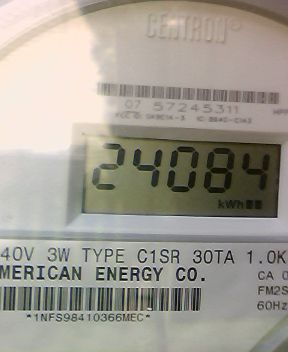 CENTRON®
07 57245311
24084
kWh
40V 3W TYPE C1SR 30TA 1.0K
MERICAN ENERGY CO.
CA 0
FM2S
60Hz
*1NFS98410366MEC*